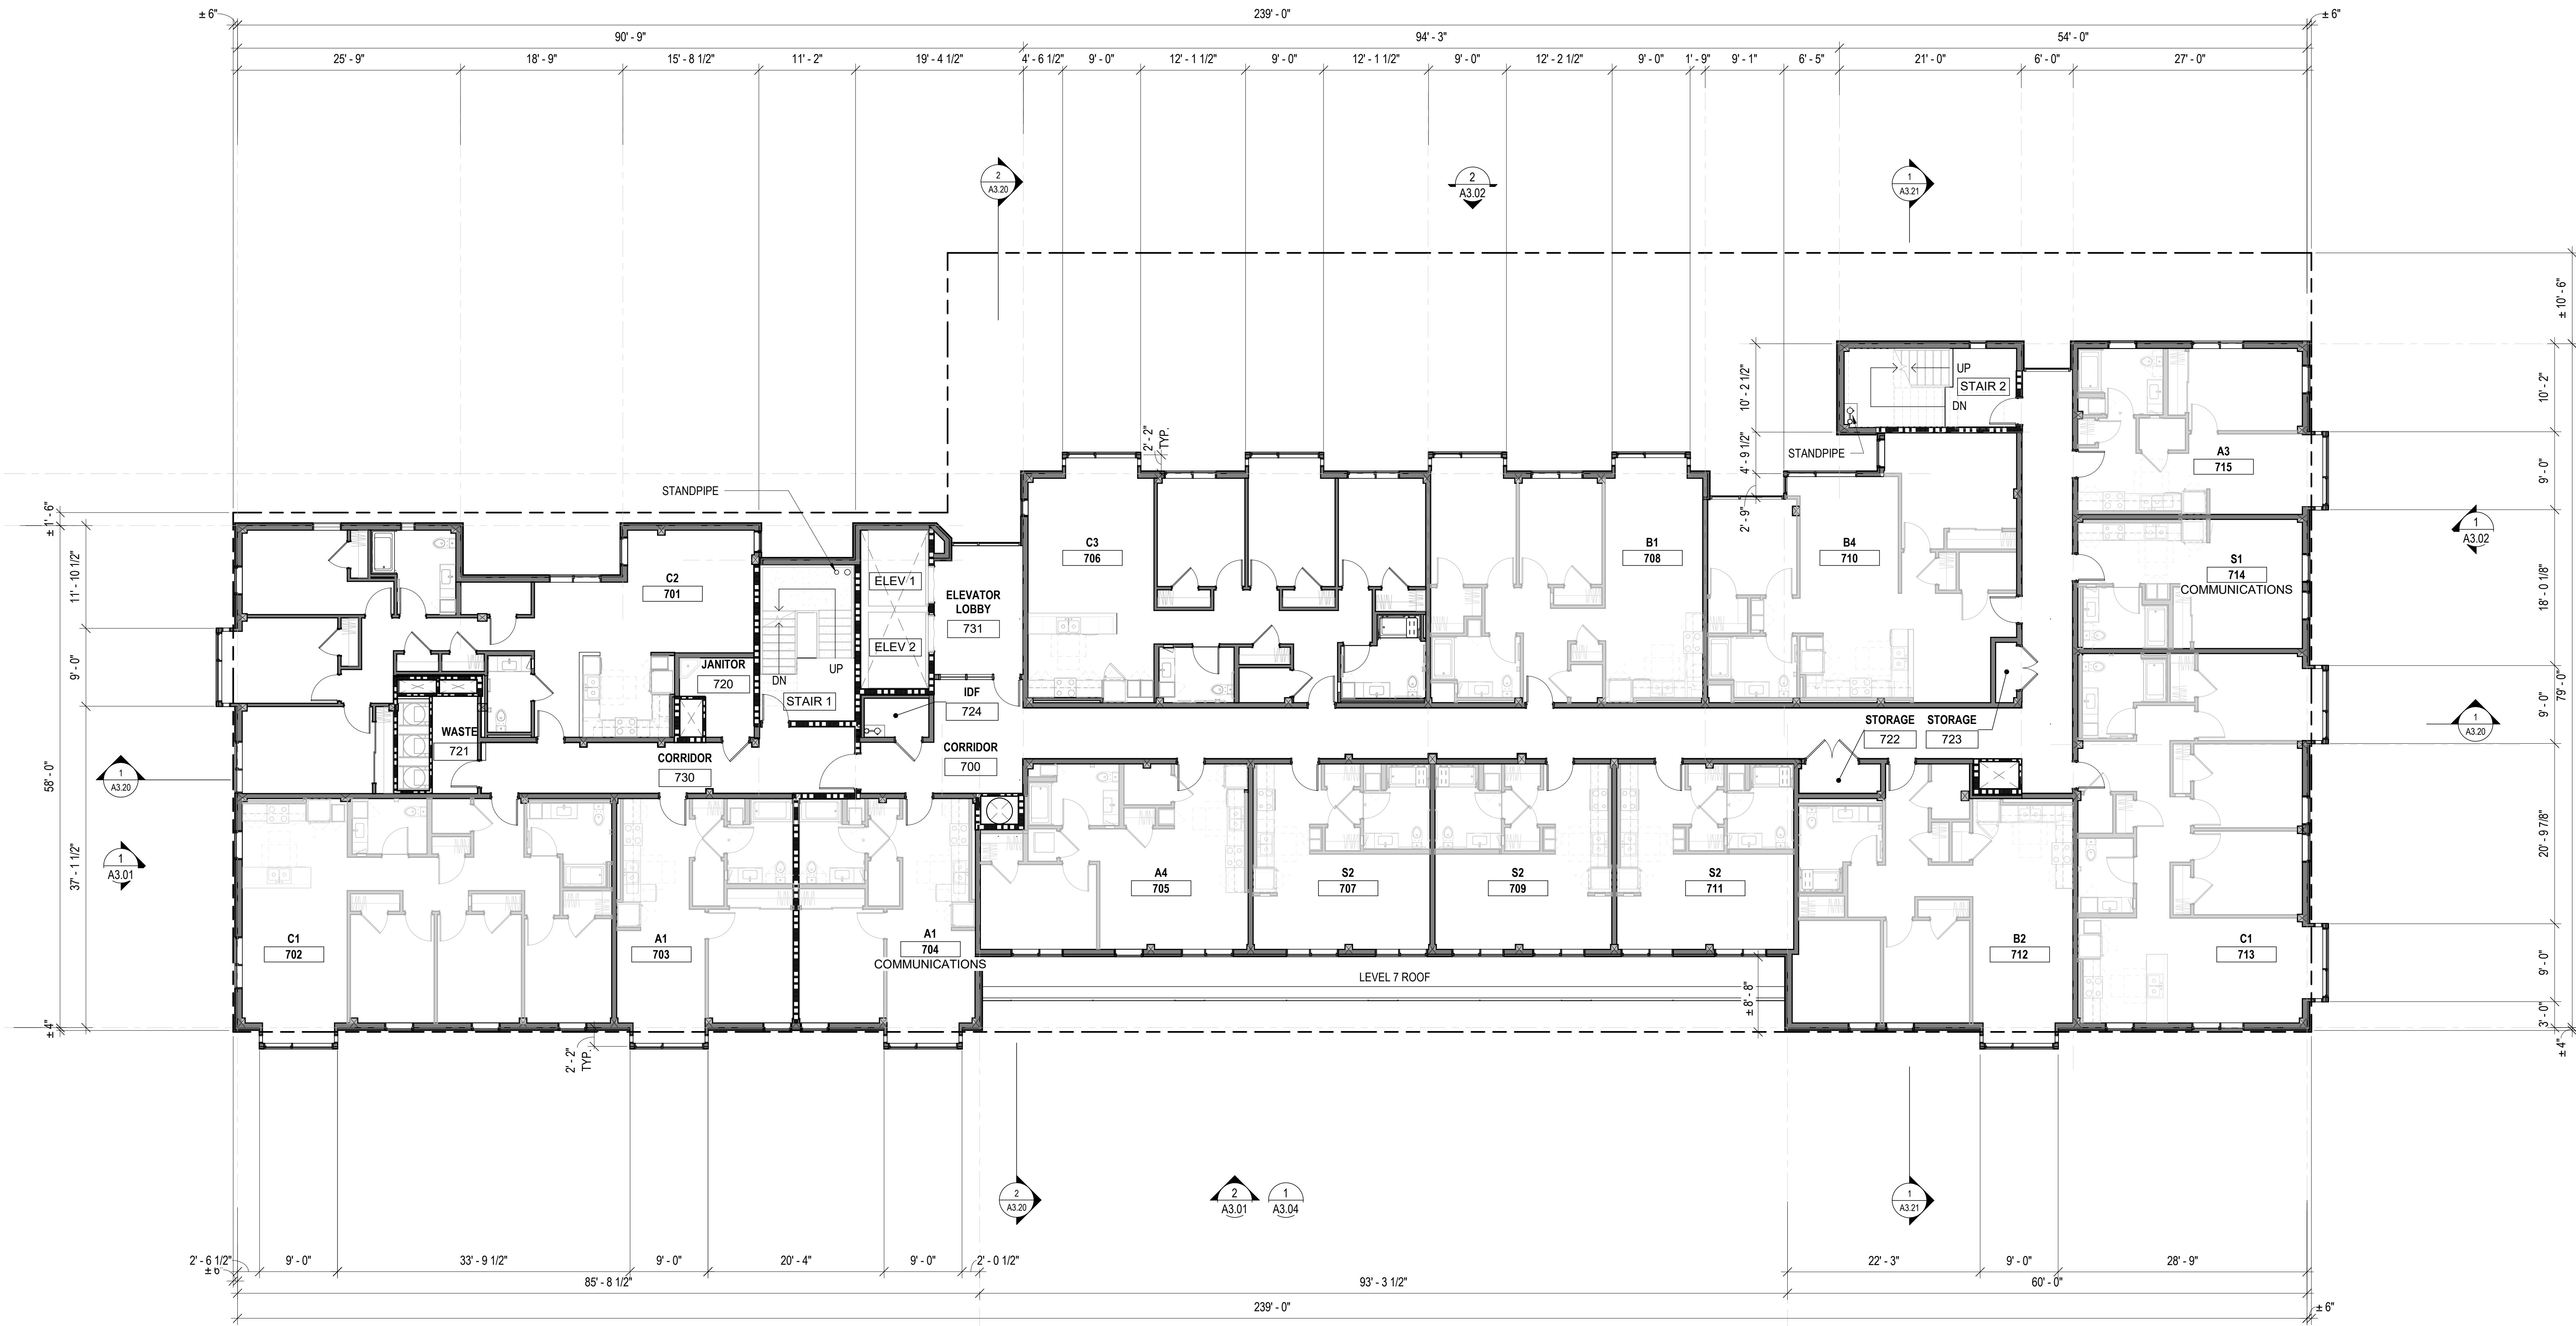 ± 6"
239' - 0"
± 6"
90' - 9"
94' - 3"
54' - 0"
25' - 9"
18' - 9"
15' - 8 1/2"
11' - 2"
19' - 4 1/2"
4' - 6 1/2"
9' - 0"
12' - 1 1/2"
9' - 0"
12' - 1 1/2"
9' - 0"
12' - 2 1/2"
9' - 0"
1' - 9"
9' - 1"
6' - 5"
21' - 0"
6' - 0"
27' - 0"
2
A3.20
2
A3.02
1
A3.21
± 10' - 6"
79' - 0"
10' - 2 1/2"
4' - 9 1/2"
2' - 9"
UP
STAIR 2
DN
STANDPIPE
10' - 2"
9' - 0"
18' - 0 1/8"
9' - 0"
20' - 9 7/8"
9' - 0"
3' - 0"
± 4"
A3
715
2' - 2"
TYP.
STANDPIPE
± 1' - 6"
11' - 10 1/2"
9' - 0"
58' - 0"
37' - 1 1/2"
± 4"
C2
701
ELEV 1
ELEV 2
ELEVATOR
LOBBY
731
C3
706
B1
708
B4
710
S1
714
COMMUNICATIONS
1
A3.02
JANITOR
720
DN
UP
STAIR 1
IDF
724
WASTE
721
CORRIDOR
730
CORRIDOR
700
STORAGE
722
STORAGE
723
1
A3.20
1
A3.20
1
A3.01
C1
702
A1
703
A1
704
COMMUNICATIONS
A4
705
S2
707
S2
709
S2
711
B2
712
C1
713
LEVEL 7 ROOF
± 8' - 8"
2' - 2"
TYP.
2
A3.20
2
A3.01
1
A3.04
1
A3.21
2' - 6 1/2"
± 6"
9' - 0"
33' - 9 1/2"
9' - 0"
20' - 4"
9' - 0"
2' - 0 1/2"
22' - 3"
9' - 0"
28' - 9"
85' - 8 1/2"
93' - 3 1/2"
60' - 0"
239' - 0"
± 6"